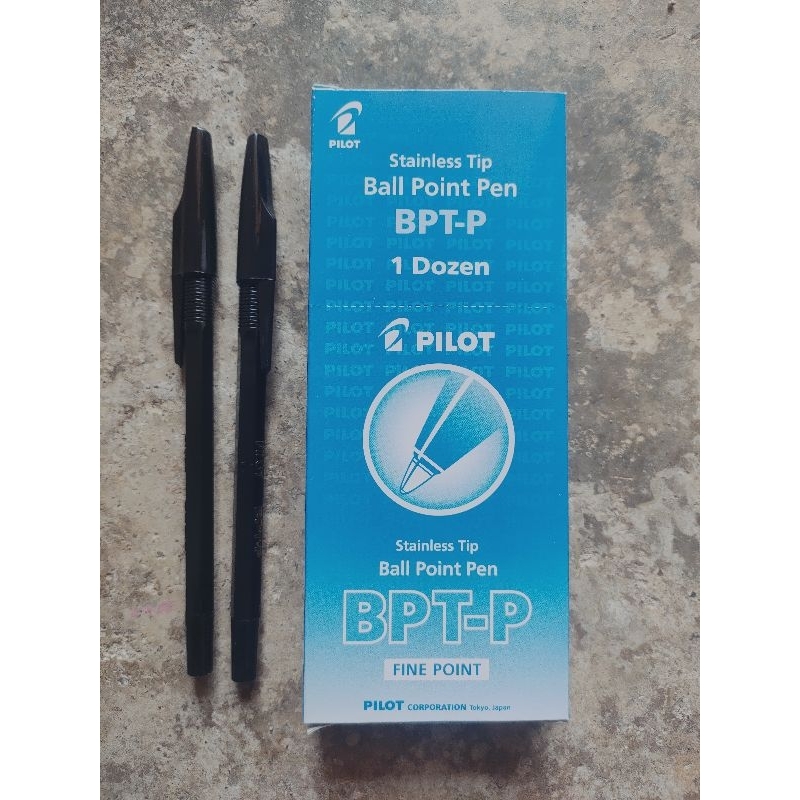 PILOT
Stainless Tip
Ball Point Pen
BPT-P
1 Dozen
PILOT
Stainless Tip
Ball Point Pen
BPT-P
FINE POINT
PILOT CORPORATION Tokyo, Japan